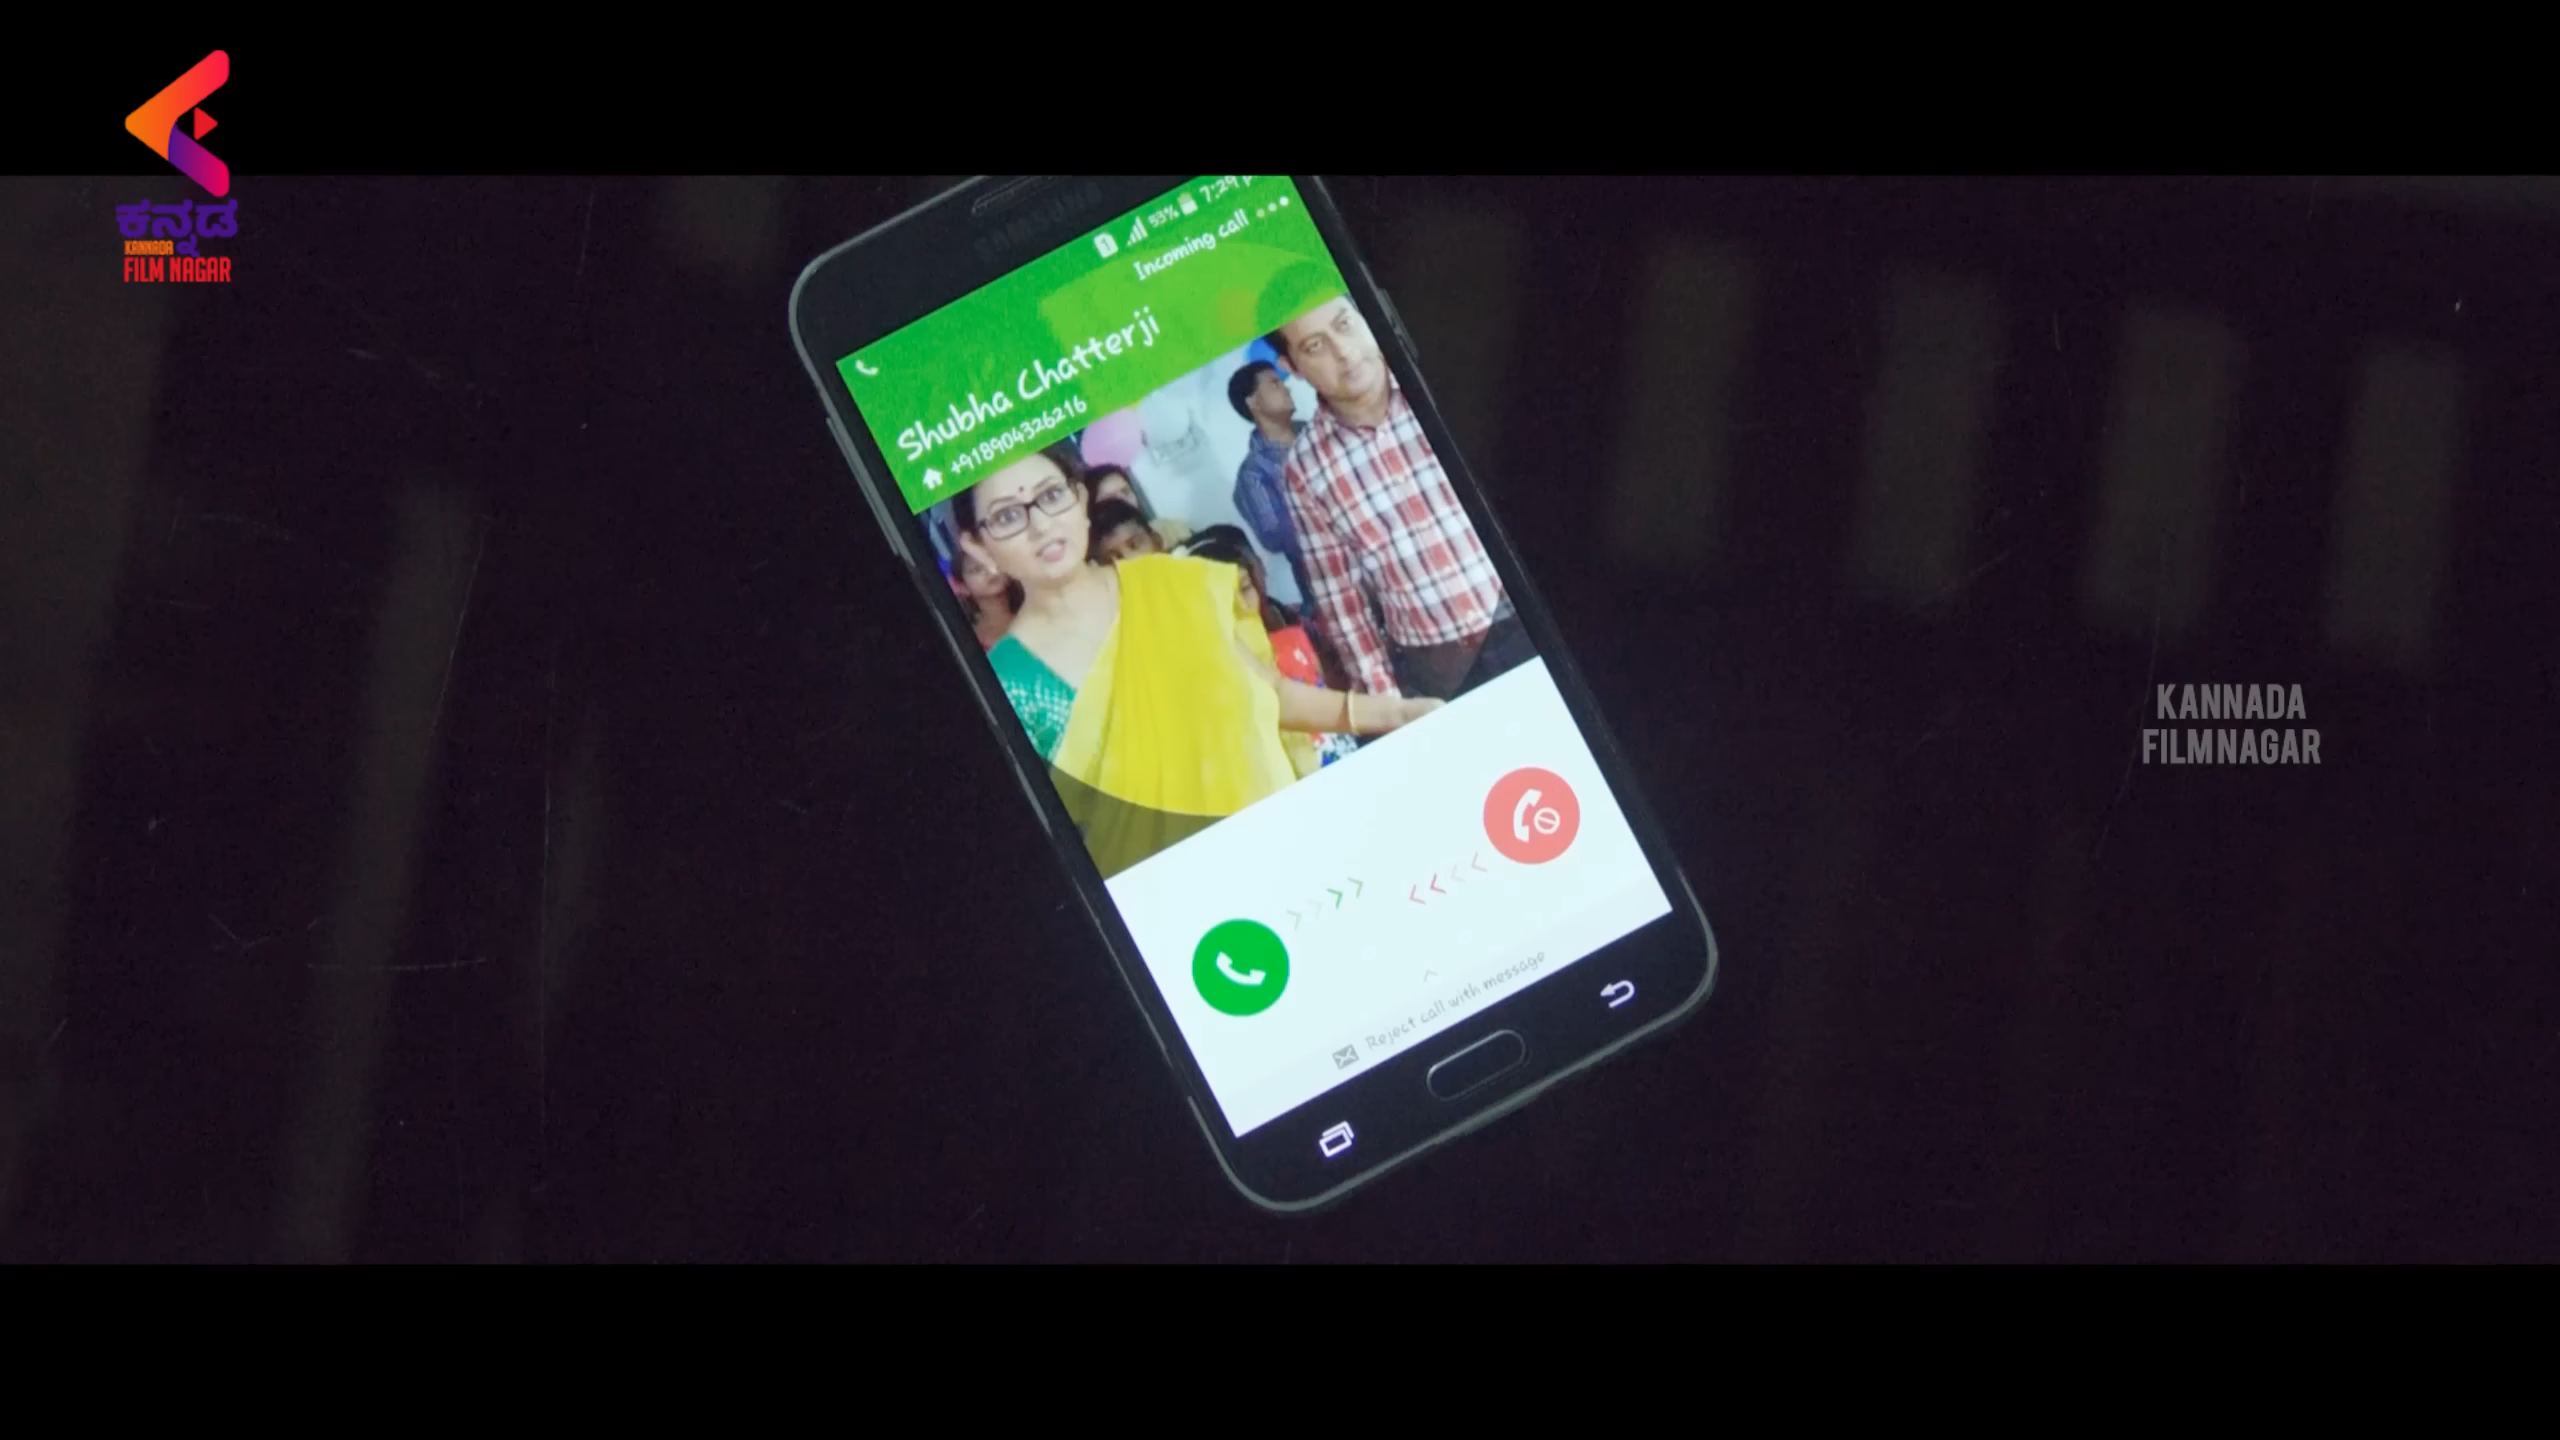 ಕನ್ನಡ
KANNADA
FILM NAGAR
SAMSUNG
53% 7:29
Incoming call
Shubha Chatterji
+918904326216
Reject call with message
KANNADA
FILMNAGAR